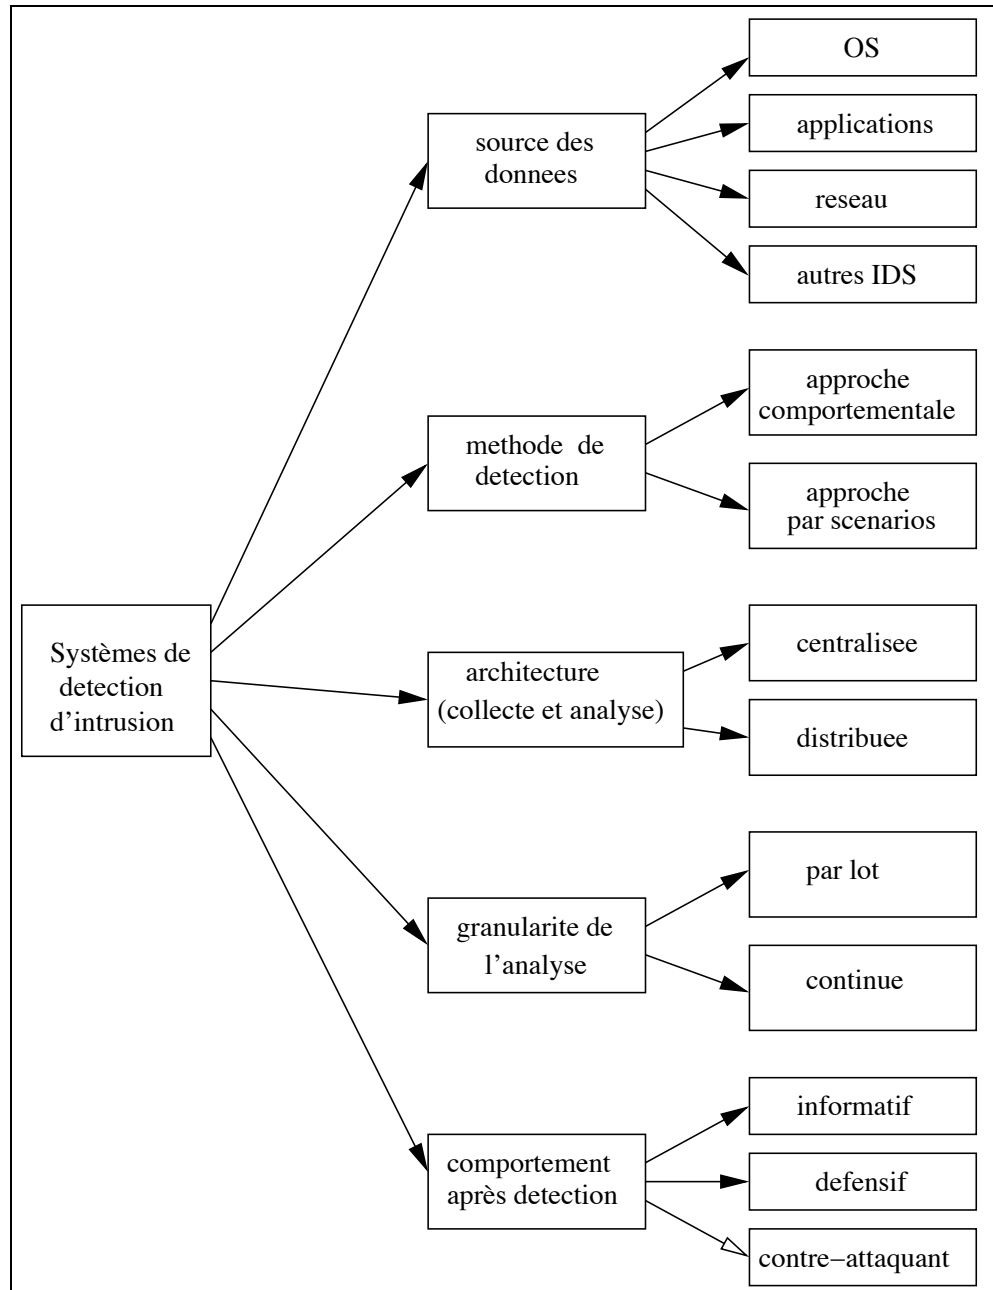 Systèmes de
detection
d'intrusion
source des
donnees
OS
applications
reseau
autres IDS
methode de
detection
approche
comportementale
approche
par scenarios
architecture
(collecte et analyse)
centralisee
distribuee
granularite de
l'analyse
par lot
continue
comportement
après detection
informatif
defensif
contre−attaquant